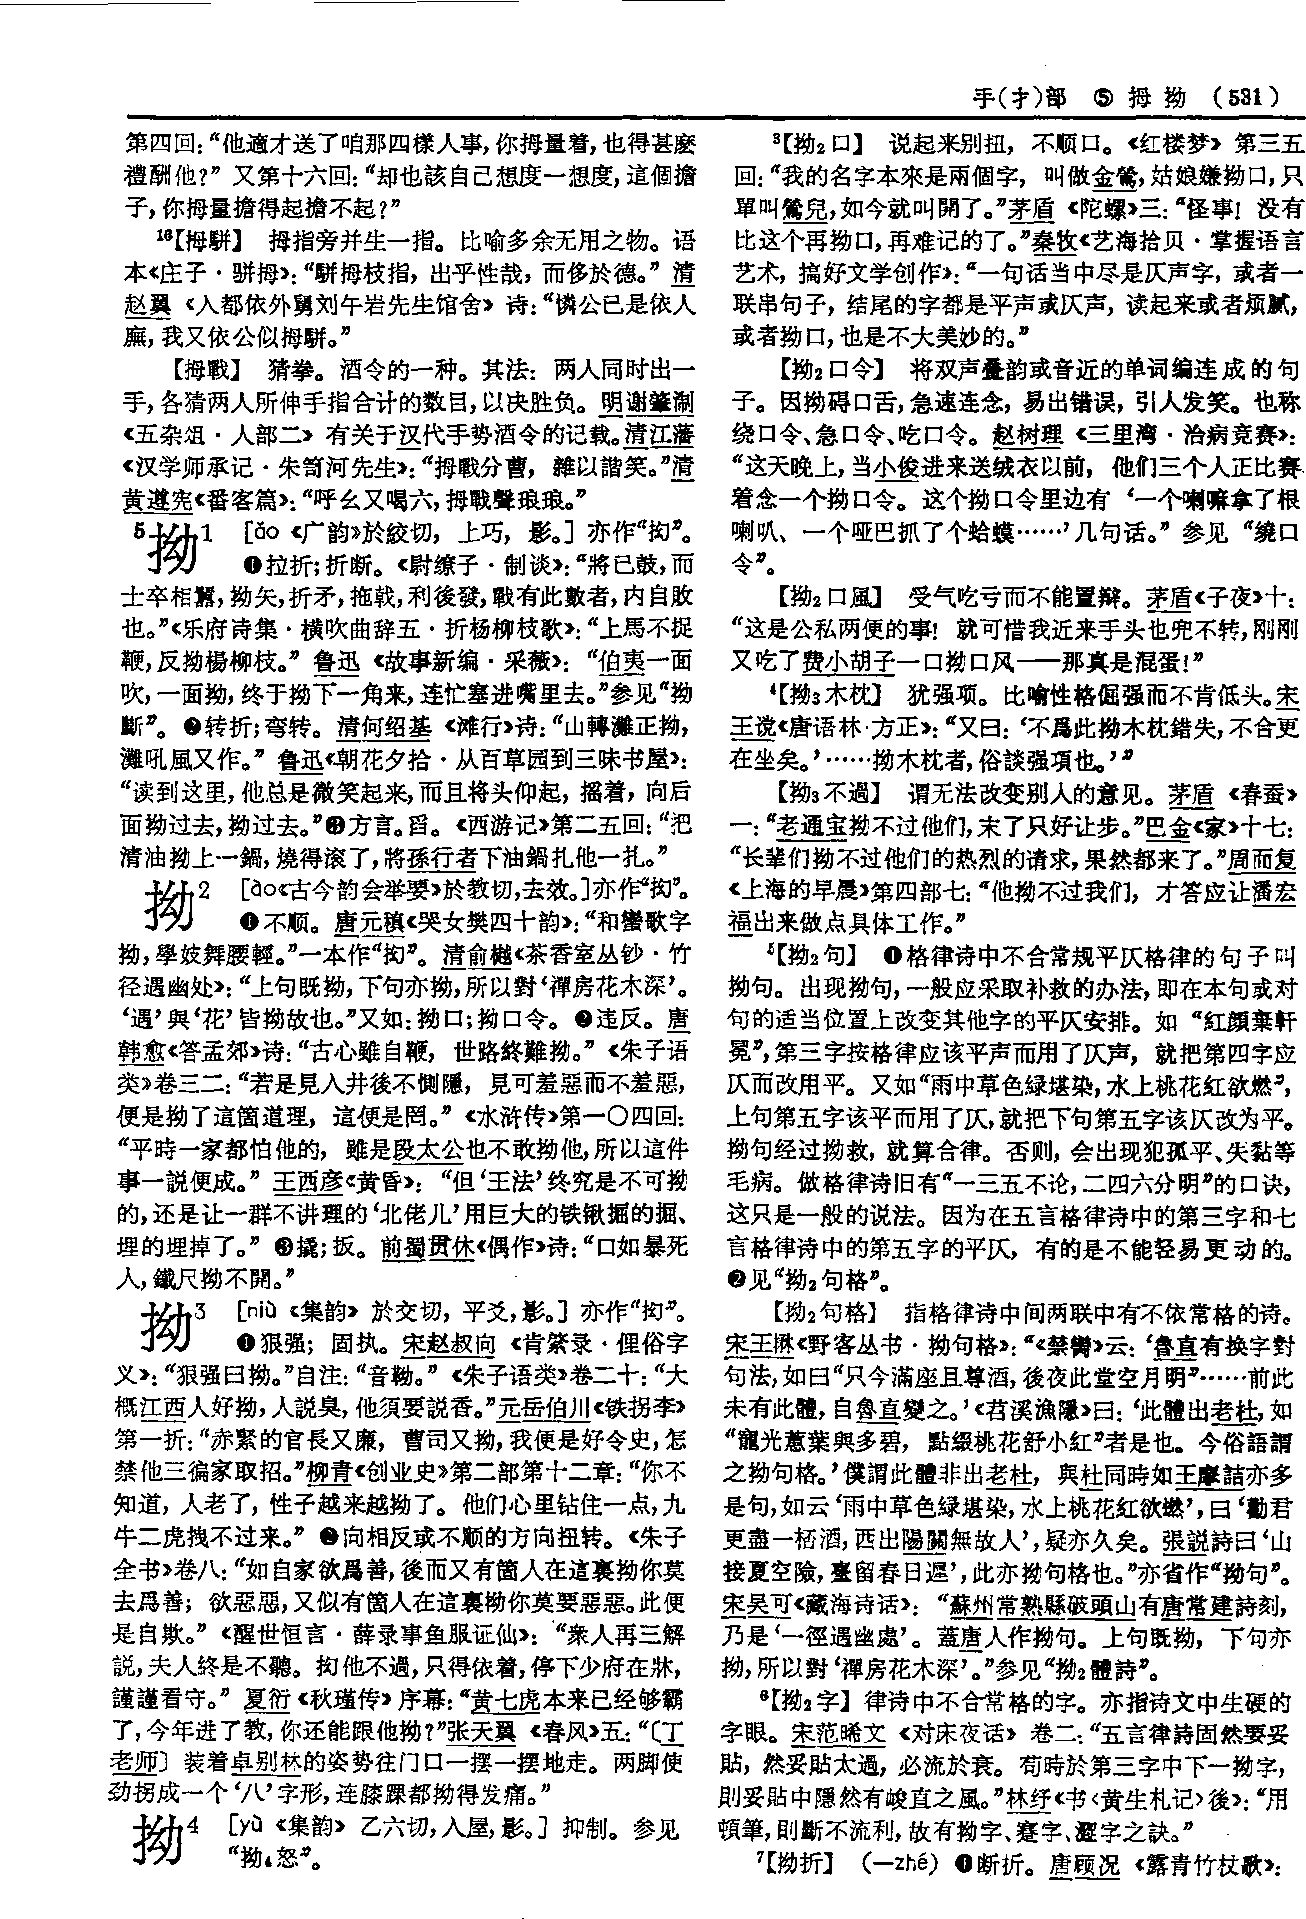 手(扌)部 ⑤ 拇 拗 (531)
第四回：“他適才送了咱那四樣人事，你拇量着，也得甚麽
禮酬他？” 又第十六回：“却也該自己想度一想度，這個擔
子，你拇量擔得起擔不起？”
¹⁶【拇駢】 拇指旁并生一指。比喻多余无用之物。语
本《庄子·骈拇》：“駢拇枝指，出乎性哉，而侈於德。” 清
赵翼《入都依外舅刘午岩先生馆舍》诗：“憐公已是依人
廡，我又依公似拇駢。”
【拇戰】 猜拳。酒令的一种。其法：两人同时出一
手，各猜两人所伸手指合计的数目，以决胜负。明谢肇淛
《五杂俎·人部二》有关于汉代手势酒令的记载。清江藩
《汉学师承记·朱笥河先生》：“拇戰分曹，雜以諧笑。”清
黄遵宪《番客篇》：“呼幺又喝六，拇戰聲琅琅。”
⁵拗1 [ǎo 《广韵》於絞切，上巧，影。] 亦作“抝”。
❶拉折；折断。《尉缭子·制谈》：“將已鼓，而
士卒相囂，拗矢，折矛，拖戟，利後發，戰有此數者，内自敗
也。”《乐府诗集·横吹曲辞五·折杨柳枝歌》：“上馬不捉
鞭，反拗楊柳枝。” 鲁迅《故事新编·采薇》：“伯夷一面
吹，一面拗，终于拗下一角来，连忙塞进嘴里去。”参见“拗
斷”。 ❷转折；弯转。清何绍基《滩行》诗：“山轉灘正拗，
灘吼風又作。” 鲁迅《朝花夕拾·从百草园到三味书屋》：
“读到这里，他总是微笑起来，而且将头仰起，摇着，向后
面拗过去，拗过去。”❸方言。舀。《西游记》第二五回：“把
清油拗上一鍋，燒得滚了，將孫行者下油鍋扎他一扎。”
拗2 [ào《古今韵会举要》於教切，去效。]亦作“抝”。
❶不顺。唐元稹《哭女樊四十韵》：“和蠻歌字
拗，學妓舞腰輕。”一本作“抝”。清俞樾《茶香室丛钞·竹
径遇幽处》：“上句既拗，下句亦拗，所以對‘禪房花木深’。
‘遇’與‘花’皆拗故也。”又如：拗口；拗口令。❷违反。唐
韩愈《答孟郊》诗：“古心雖自鞭，世路終難拗。”《朱子语
类》卷三二：“若是見入井後不惻隱，見可羞惡而不羞惡，
便是拗了這箇道理，這便是罔。”《水浒传》第一〇四回：
“平時一家都怕他的，雖是段太公也不敢拗他，所以這件
事一説便成。” 王西彦《黄昏》：“但‘王法’终究是不可拗
的，还是让一群不讲理的‘北佬儿’用巨大的铁锹掘的掘、
埋的埋掉了。” ❸撬；扳。前蜀贯休《偶作》诗：“口如暴死
人，鐵尺拗不開。”
拗3 [niù 《集韵》於交切，平爻，影。] 亦作“抝”。
❶狠强；固执。宋赵叔向《肯綮录·俚俗字
义》：“狠强曰拗。”自注：“音靿。”《朱子语类》卷二十：“大
概江西人好拗，人説臭，他須要説香。”元岳伯川《铁拐李》
第一折：“赤緊的官長又廉，曹司又拗，我便是好令史，怎
禁他三徧家取招。”柳青《创业史》第二部第十二章：“你不
知道，人老了，性子越来越拗了。他们心里钻住一点，九
牛二虎拽不过来。” ❷向相反或不顺的方向扭转。《朱子
全书》卷八：“如自家欲爲善，後而又有箇人在這裏拗你莫
去爲善；欲惡惡，又似有箇人在這裏拗你莫要惡惡。此便
是自欺。”《醒世恒言·薛录事鱼服证仙》：“衆人再三解
説，夫人終是不聽。抝他不過，只得依着，停下少府在牀，
謹謹看守。” 夏衍《秋瑾传》序幕：“黄七虎本来已经够霸
了，今年进了教，你还能跟他拗？”张天翼《春风》五：“〔丁
老师〕装着卓别林的姿势往门口一摆一摆地走。两脚使
劲拐成一个‘八’字形，连膝踝都拗得发痛。”
拗4 [yù 《集韵》乙六切，入屋，影。] 抑制。参见
“拗₄怒”。
³【拗₂口】 说起来别扭，不顺口。《红楼梦》第三五
回：“我的名字本來是兩個字，叫做金鶯，姑娘嫌拗口，只
單叫鶯兒，如今就叫開了。”茅盾《陀螺》三：“怪事！没有
比这个再拗口，再难记的了。”秦牧《艺海拾贝·掌握语言
艺术，搞好文学创作》：“一句话当中尽是仄声字，或者一
联串句子，结尾的字都是平声或仄声，读起来或者烦腻，
或者拗口，也是不大美妙的。”
【拗₂口令】 将双声叠韵或音近的单词编连成的句
子。因拗碍口舌，急速连念，易出错误，引人发笑。也称
绕口令、急口令、吃口令。赵树理《三里湾·治病竞赛》：
“这天晚上，当小俊进来送绒衣以前，他们三个人正比赛
着念一个拗口令。这个拗口令里边有‘一个喇嘛拿了根
喇叭、一个哑巴抓了个蛤蟆……’几句话。” 参见“繞口
令”。
【拗₂口風】 受气吃亏而不能置辩。茅盾《子夜》十：
“这是公私两便的事！就可惜我近来手头也兜不转，刚刚
又吃了费小胡子一口拗口风——那真是混蛋！”
⁴【拗₃木枕】 犹强项。比喻性格倔强而不肯低头。宋
王谠《唐语林·方正》：“又曰：‘不爲此拗木枕錯失，不合更
在坐矣。’……拗木枕者，俗談强項也。’”
【拗₃不過】 谓无法改变别人的意见。茅盾《春蚕》
一：“老通宝拗不过他们，末了只好让步。”巴金《家》十七：
“长辈们拗不过他们的热烈的请求，果然都来了。”周而复
《上海的早晨》第四部七：“他拗不过我们，才答应让潘宏
福出来做点具体工作。”
⁵【拗₂句】 ❶格律诗中不合常规平仄格律的句子叫
拗句。出现拗句，一般应采取补救的办法，即在本句或对
句的适当位置上改变其他字的平仄安排。如“紅顔棄軒
冕”，第三字按格律应该平声而用了仄声，就把第四字应
仄而改用平。又如“雨中草色緑堪染，水上桃花紅欲燃”，
上句第五字该平而用了仄，就把下句第五字该仄改为平。
拗句经过拗救，就算合律。否则，会出现犯孤平、失黏等
毛病。做格律诗旧有“一三五不论，二四六分明”的口诀，
这只是一般的说法。因为在五言格律诗中的第三字和七
言格律诗中的第五字的平仄，有的是不能轻易更动的。
❷见“拗₂句格”。
【拗₂句格】 指格律诗中间两联中有不依常格的诗。
宋王楙《野客丛书·拗句格》：“《禁臠》云：‘魯直有换字對
句法，如曰“只今滿座且尊酒，後夜此堂空月明”……前此
未有此體，自魯直變之。’《苕溪漁隱》曰：‘此體出老杜，如
“寵光蕙葉與多碧，點綴桃花舒小紅”者是也。今俗語謂
之拗句格。’僕謂此體非出老杜，與杜同時如王摩詰亦多
是句，如云‘雨中草色緑堪染，水上桃花紅欲燃’，曰‘勸君
更盡一桮酒，西出陽關無故人’，疑亦久矣。張説詩曰‘山
接夏空險，臺留春日遲’，此亦拗句格也。”亦省作“拗句”。
宋吴可《藏海诗话》：“蘇州常熟縣破頭山有唐常建詩刻，
乃是‘一徑遇幽處’。蓋唐人作拗句。上句既拗，下句亦
拗，所以對‘禪房花木深’。”参见“拗₂體詩”。
⁶【拗₂字】 律诗中不合常格的字。亦指诗文中生硬的
字眼。宋范晞文《对床夜话》卷二：“五言律詩固然要妥
貼，然妥貼太過，必流於衰。苟時於第三字中下一拗字，
則妥貼中隱然有峻直之風。”林纾《书〈黄生札记〉後》：“用
頓筆，則斷不流利，故有拗字、蹇字、澀字之訣。”
⁷【拗折】 （—zhé）❶断折。唐顾况《露青竹杖歌》：